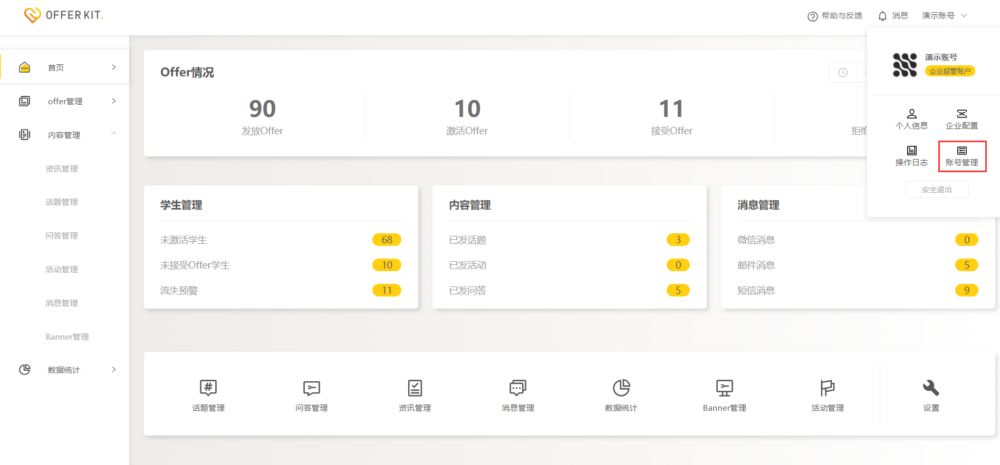 OFFER KIT.
帮助与反馈
消息
演示账号
首页
offer管理
内容管理
资讯管理
话题管理
问答管理
活动管理
消息管理
Banner管理
数据统计
Offer情况
90
发放Offer
10
激活Offer
11
接受Offer
拒绝
演示账号
企业超管账户
个人信息
企业配置
操作日志
账号管理
安全退出
学生管理
未激活学生 68
未接受Offer学生 10
流失预警 11
内容管理
已发话题 3
已发活动 0
已发问答 5
消息管理
微信消息 0
邮件消息 5
短信消息 9
话题管理
问答管理
资讯管理
消息管理
数据统计
Banner管理
活动管理
设置